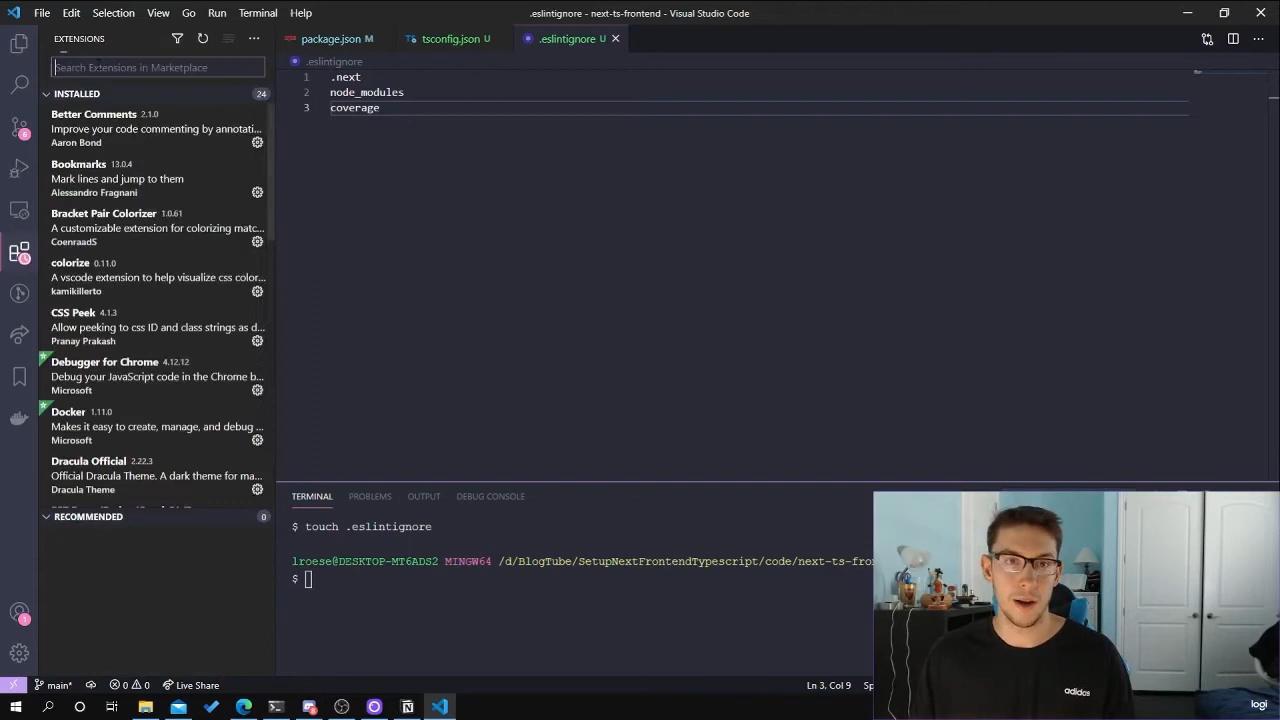 File Edit Selection View Go Run Terminal Help
.eslintignore - next-ts-frontend - Visual Studio Code
EXTENSIONS
package.json M
tsconfig.json U
.eslintignore U
Search Extensions in Marketplace
.eslintignore
INSTALLED 24
Better Comments 2.1.0
Improve your code commenting by annotati...
Aaron Bond
Bookmarks 13.0.4
Mark lines and jump to them
Alessandro Fragnani
Bracket Pair Colorizer 1.0.61
A customizable extension for colorizing matc...
CoenraadS
colorize 0.11.0
A vscode extension to help visualize css color...
kamikillerto
CSS Peek 4.1.3
Allow peeking to css ID and class strings as d...
Pranay Prakash
Debugger for Chrome 4.12.12
Debug your JavaScript code in the Chrome b...
Microsoft
Docker 1.11.0
Makes it easy to create, manage, and debug ...
Microsoft
Dracula Official 2.22.3
Official Dracula Theme. A dark theme for ma...
Dracula Theme
RECOMMENDED 0
1 .next
2 node_modules
3 coverage
TERMINAL PROBLEMS OUTPUT DEBUG CONSOLE
$ touch .eslintignore
lroese@DESKTOP-MT6ADS2 MINGW64 /d/BlogTube/SetupNextFrontendTypescript/code/next-ts-fro
$
6
1
adidas
main*
0 0
Live Share
Ln 3, Col 9
Sp
logi